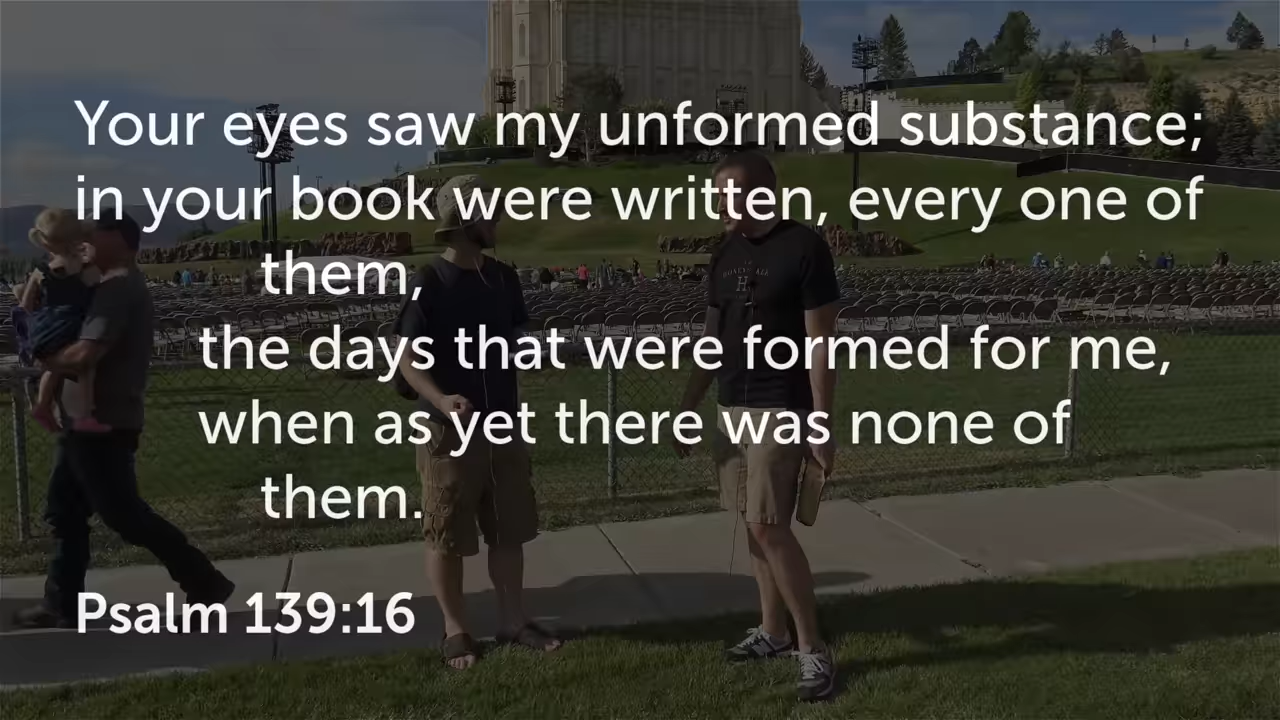 Your eyes saw my unformed substance;
in your book were written, every one of
them,
the days that were formed for me,
when as yet there was none of
them.
Psalm 139:16
H